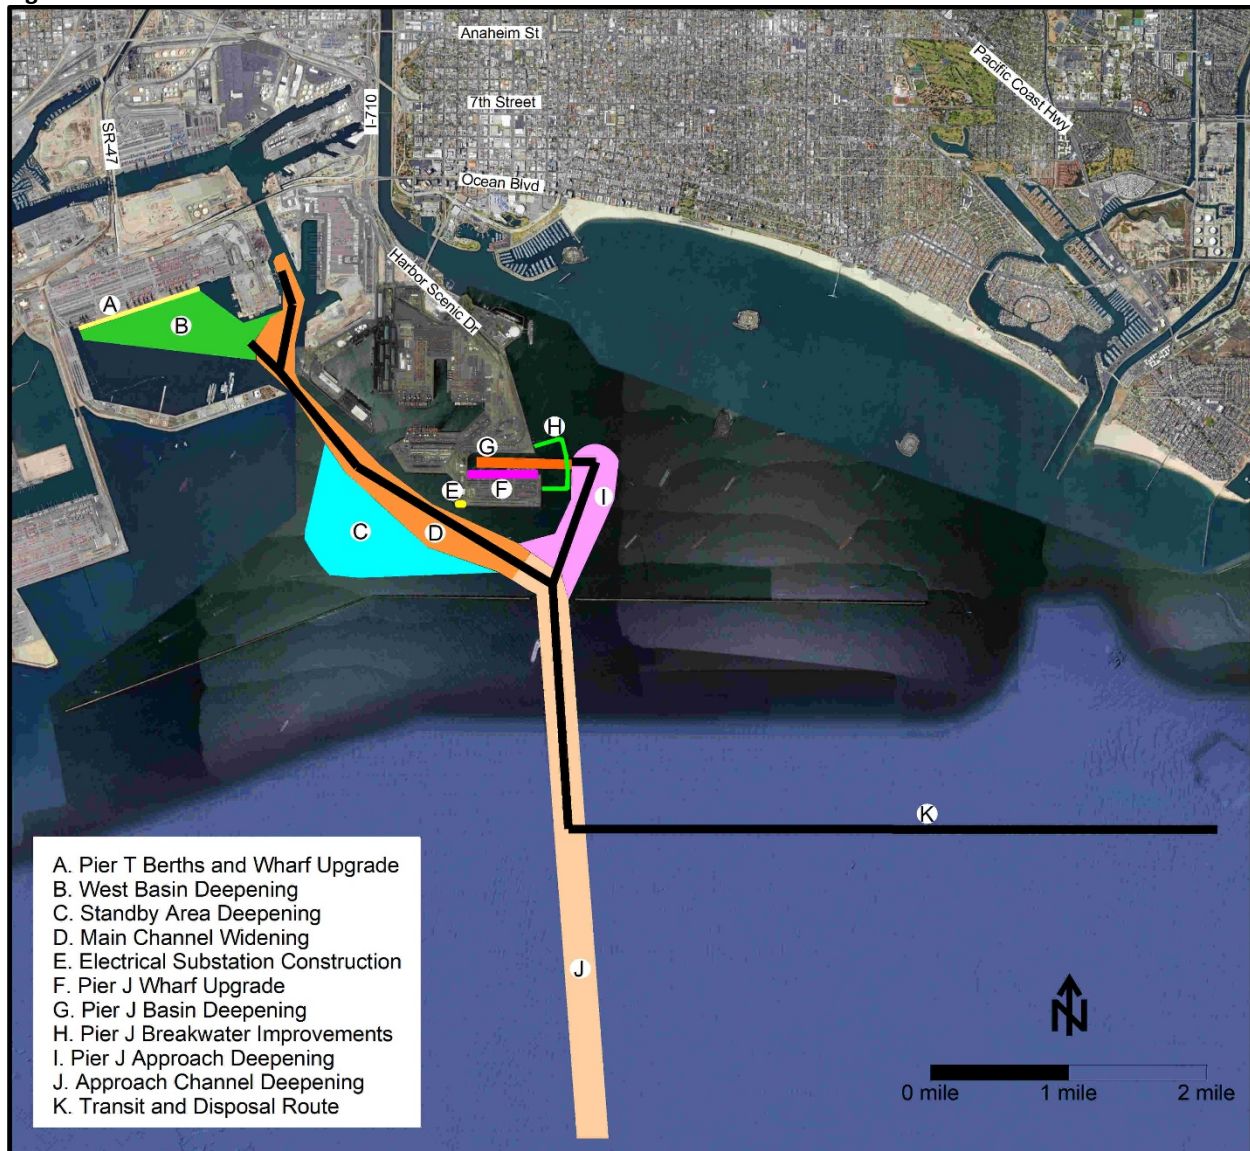 Anaheim St
Pacific Coast Hwy
7th Street
I-710
SR-47
Ocean Blvd
Harbor Scenic Dr
A
B
H
G
F
I
E
C
D
K
J
A. Pier T Berths and Wharf Upgrade
B. West Basin Deepening
C. Standby Area Deepening
D. Main Channel Widening
E. Electrical Substation Construction
F. Pier J Wharf Upgrade
G. Pier J Basin Deepening
H. Pier J Breakwater Improvements
I. Pier J Approach Deepening
J. Approach Channel Deepening
K. Transit and Disposal Route
N
0 mile 1 mile 2 mile